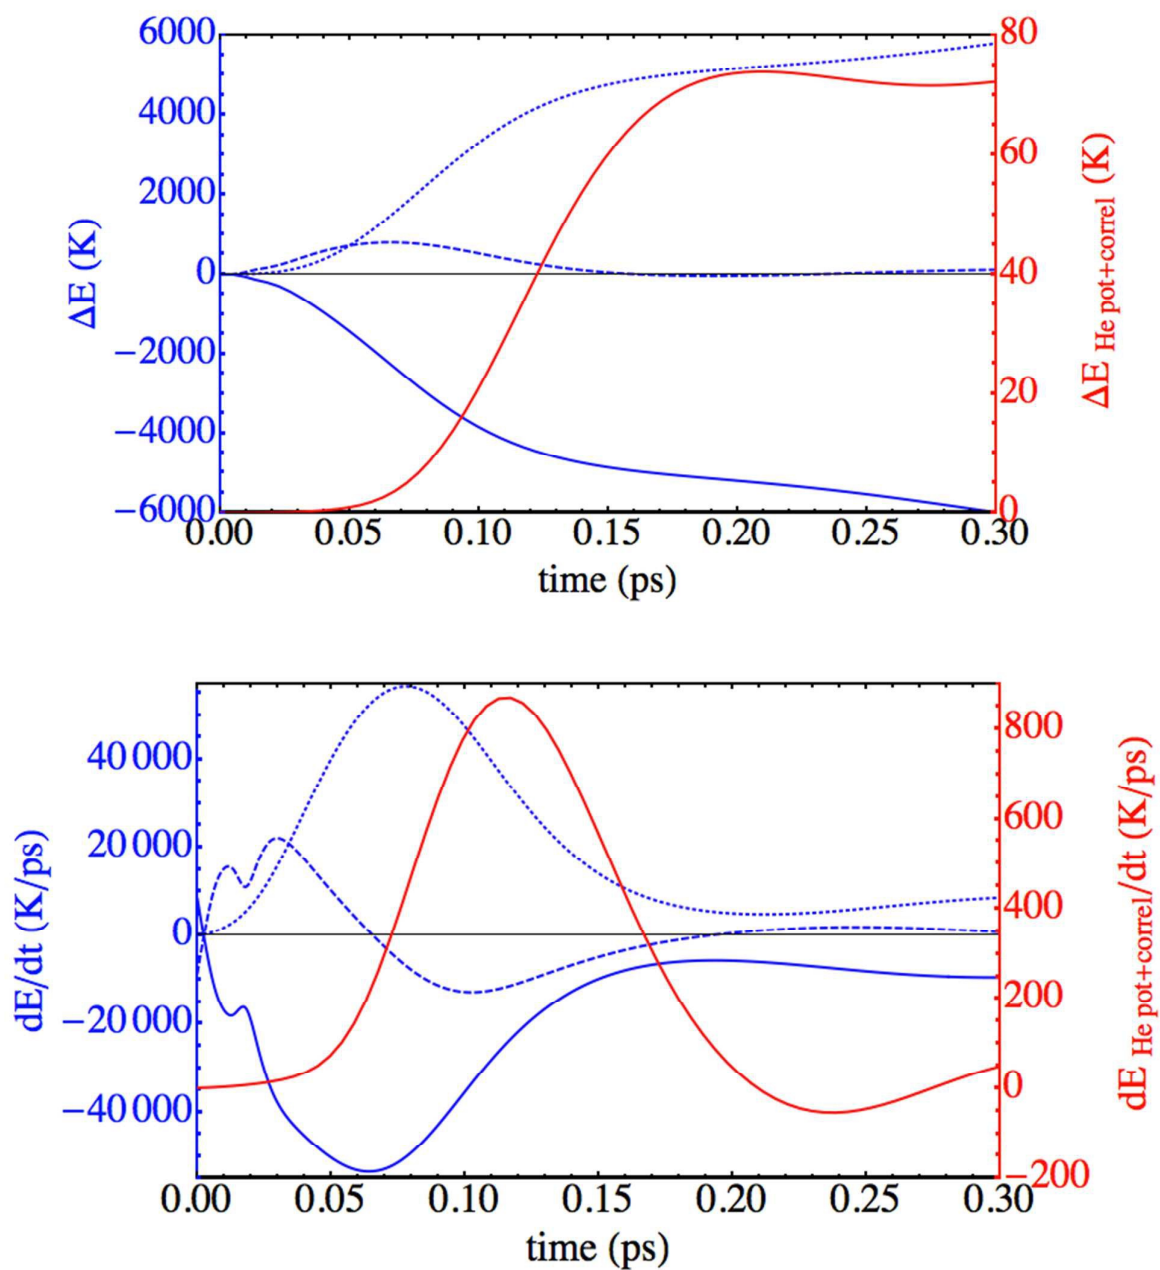 6000
4000
2000
0
−2000
−4000
−6000
ΔE (K)
80
60
40
20
0
ΔE He pot+correl (K)
0.00 0.05 0.10 0.15 0.20 0.25 0.30
time (ps)
40 000
20 000
0
−20 000
−40 000
dE/dt (K/ps)
800
600
400
200
0
−200
dE He pot+correl/dt (K/ps)
0.00 0.05 0.10 0.15 0.20 0.25 0.30
time (ps)